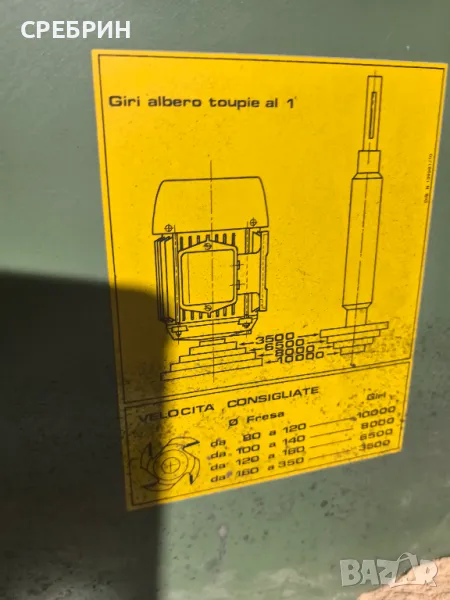 СРЕБРИН
Giri albero toupie al 1'
3500
6500
8000
10000
VELOCITA CONSIGLIATE
Ø Fresa Giri
da 80 a 120 10000
da 100 a 140 8000
da 120 a 180 6500
da 160 a 350 3500
BAZAR